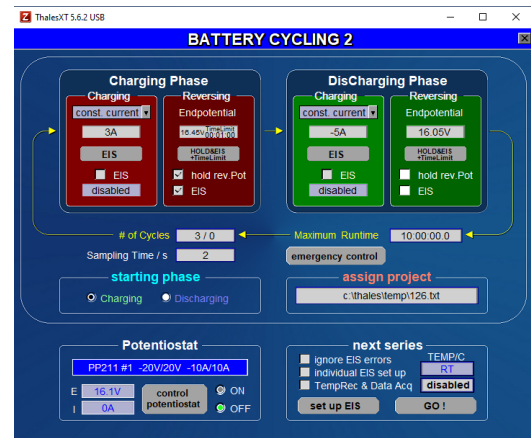 ThalesXT 5.6.2 USB
BATTERY CYCLING 2
Charging Phase
DisCharging Phase
Charging
Reversing
Charging
Reversing
const. current
Endpotential
const. current
Endpotential
3A
16.45V TimeLimit 00:01:00
-5A
16.05V
EIS
HOLD&EIS
+TimeLimit
EIS
HOLD&EIS
+TimeLimit
EIS
hold rev.Pot
EIS
hold rev.Pot
disabled
EIS
disabled
EIS
# of Cycles 3 / 0
Maximum Runtime 10:00:00.0
Sampling Time / s 2
emergency control
starting phase
assign project
Charging
Discharging
c:\thales\temp\126.txt
Potentiostat
next series
PP211 #1 -20V/20V -10A/10A
ignore EIS errors
TEMP/C
individual EIS set up
RT
E 16.1V
control
potentiostat
ON
TempRec & Data Acq
disabled
I 0A
OFF
set up EIS
GO !